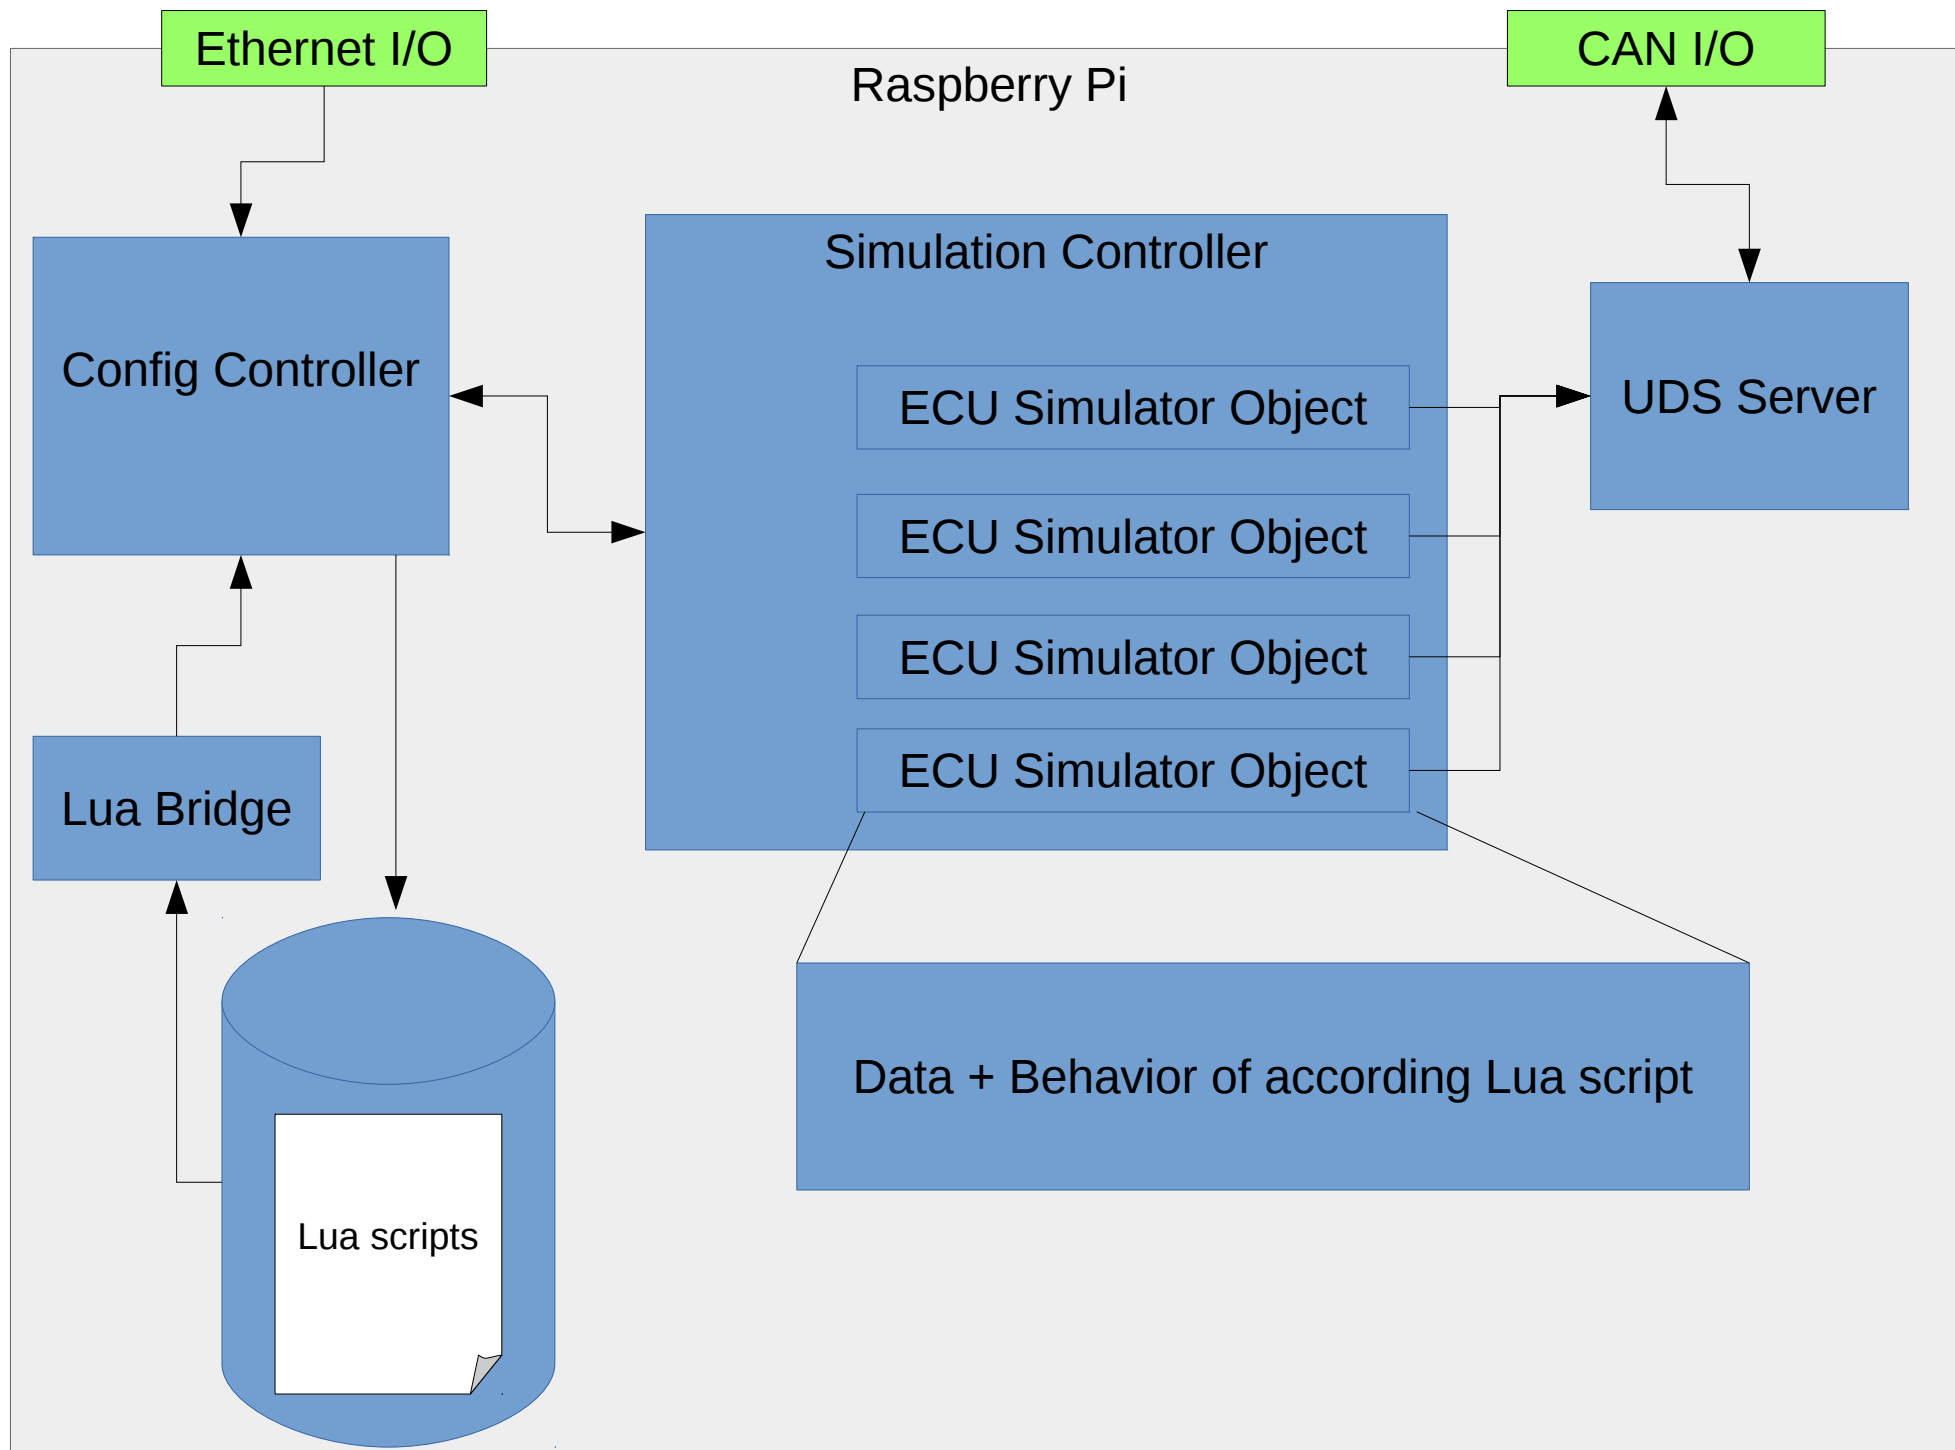 Ethernet I/O
CAN I/O
Raspberry Pi
Simulation Controller
Config Controller
ECU Simulator Object
UDS Server
ECU Simulator Object
ECU Simulator Object
ECU Simulator Object
Lua Bridge
Data + Behavior of according Lua script
Lua scripts